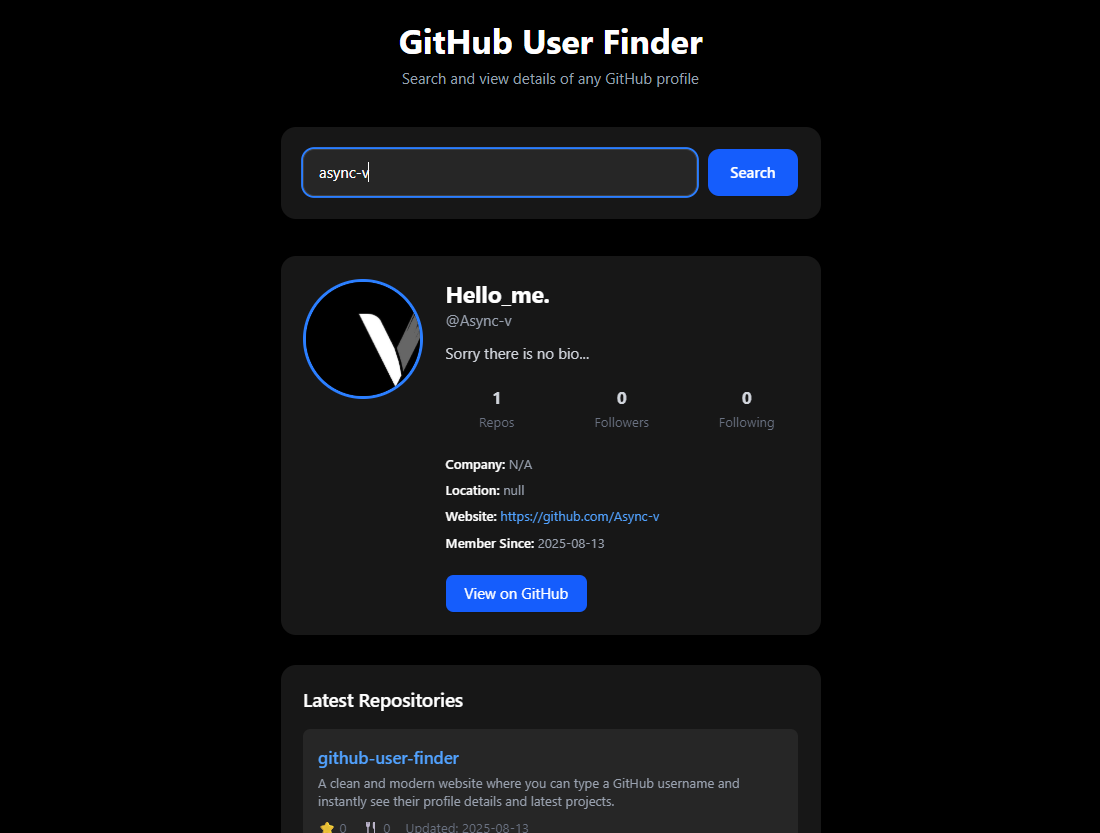 GitHub User Finder
Search and view details of any GitHub profile
async-v
Search
Hello_me.
@Async-v
Sorry there is no bio...
1 0 0
Repos Followers Following
Company: N/A
Location: null
Website: https://github.com/Async-v
Member Since: 2025-08-13
View on GitHub
Latest Repositories
github-user-finder
A clean and modern website where you can type a GitHub username and
instantly see their profile details and latest projects.
⭐ 0 🍴 0 Updated: 2025-08-13